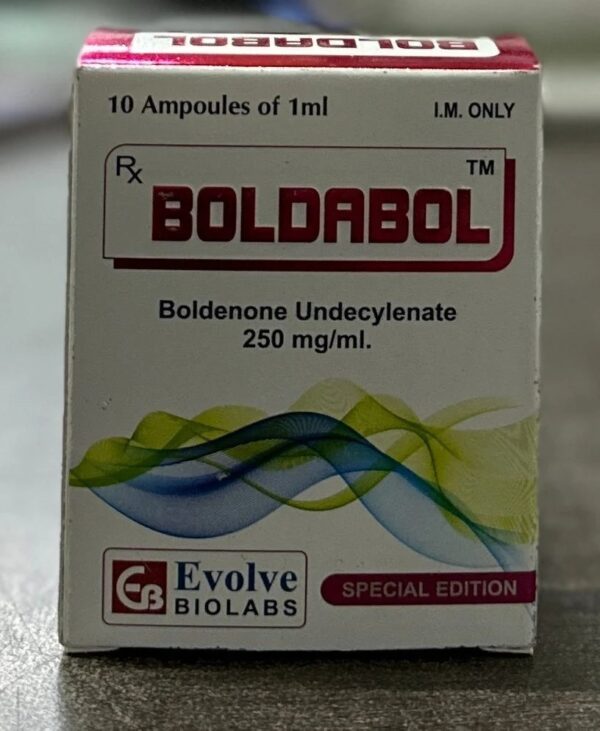 BOLDABOL
10 Ampoules of 1ml
I.M. ONLY
Rx
TM
BOLDABOL
Boldenone Undecylenate
250 mg/ml.
EB
Evolve
BIOLABS
SPECIAL EDITION